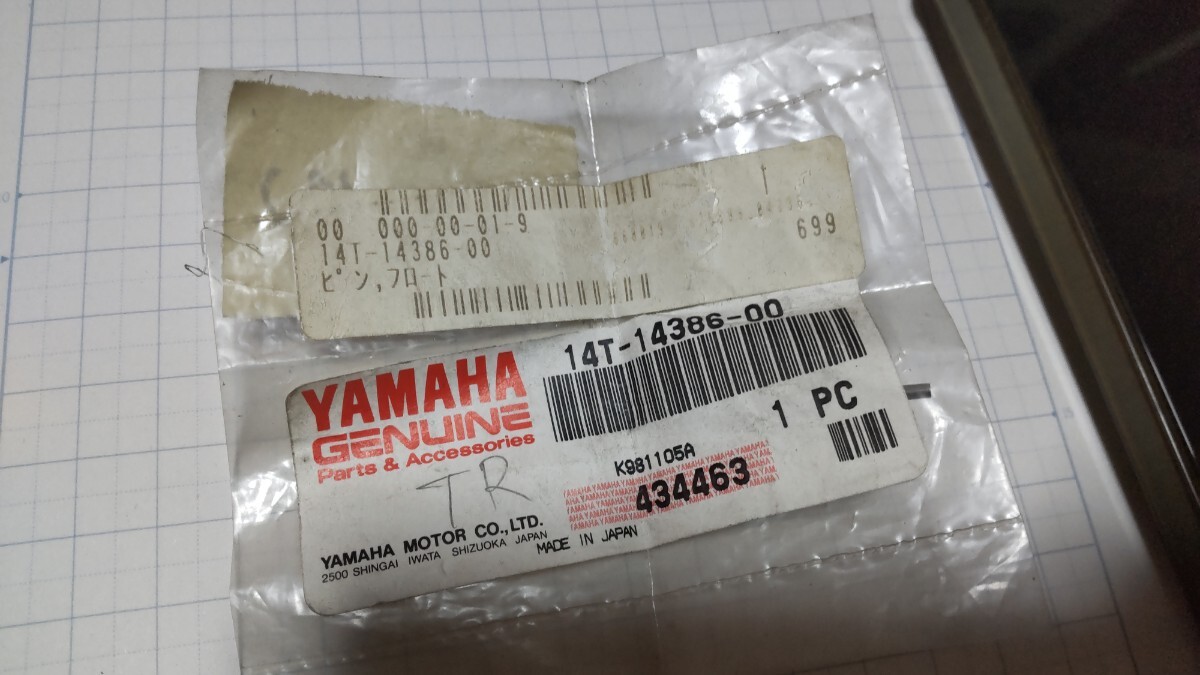 00 000-00-01-9
14T-14386-00
699
ピン,フロート
14T-14386-00
YAMAHA
GENUINE
Parts & Accessories
1 PC
K981105A
434463
TR
YAMAHA MOTOR CO., LTD.
2500 SHINGAI IWATA SHIZUOKA JAPAN
MADE IN JAPAN